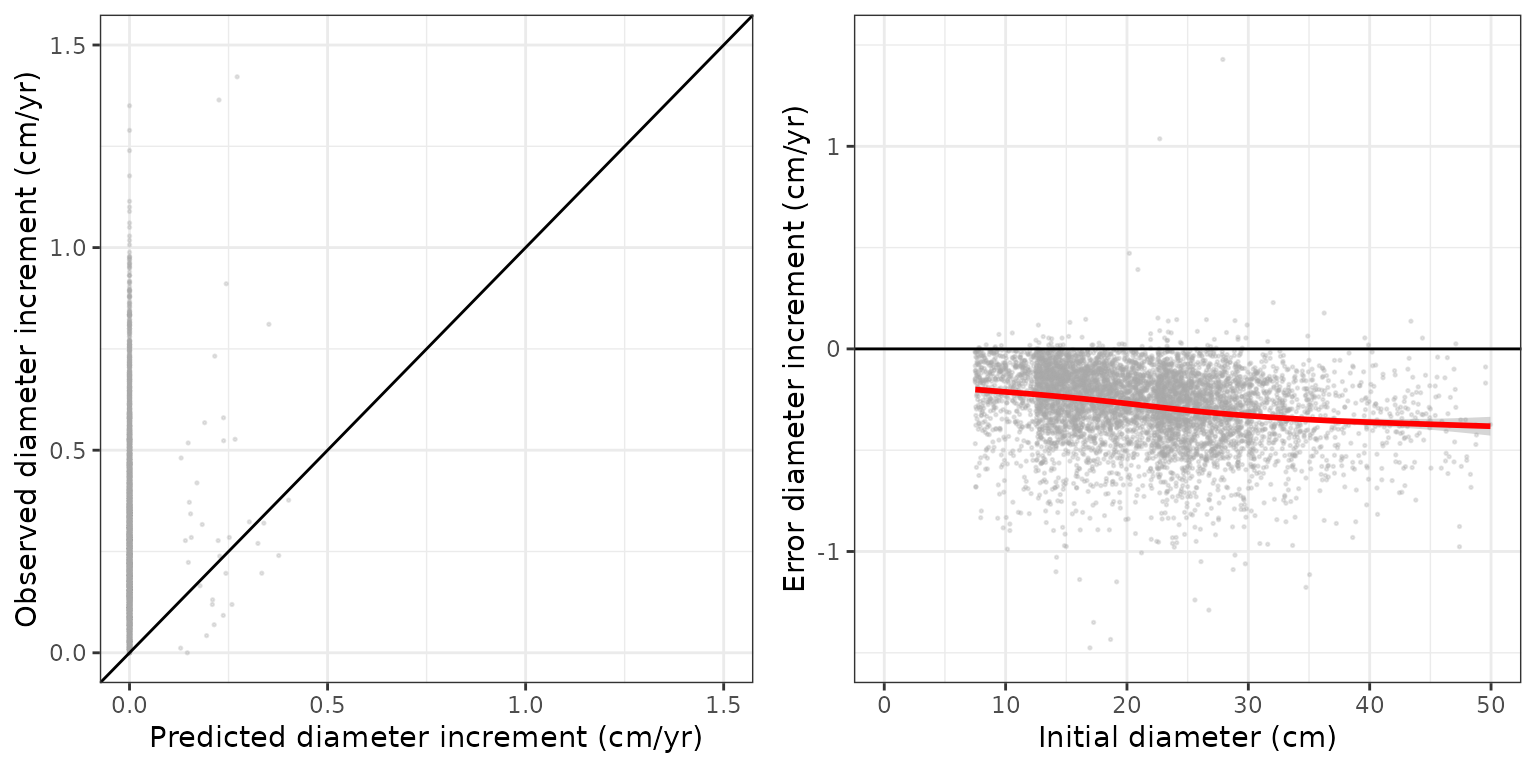 Observed diameter increment (cm/yr)
1.5
1.0
0.5
0.0
0.0 0.5 1.0 1.5
Predicted diameter increment (cm/yr)
Error diameter increment (cm/yr)
1
0
-1
0 10 20 30 40 50
Initial diameter (cm)